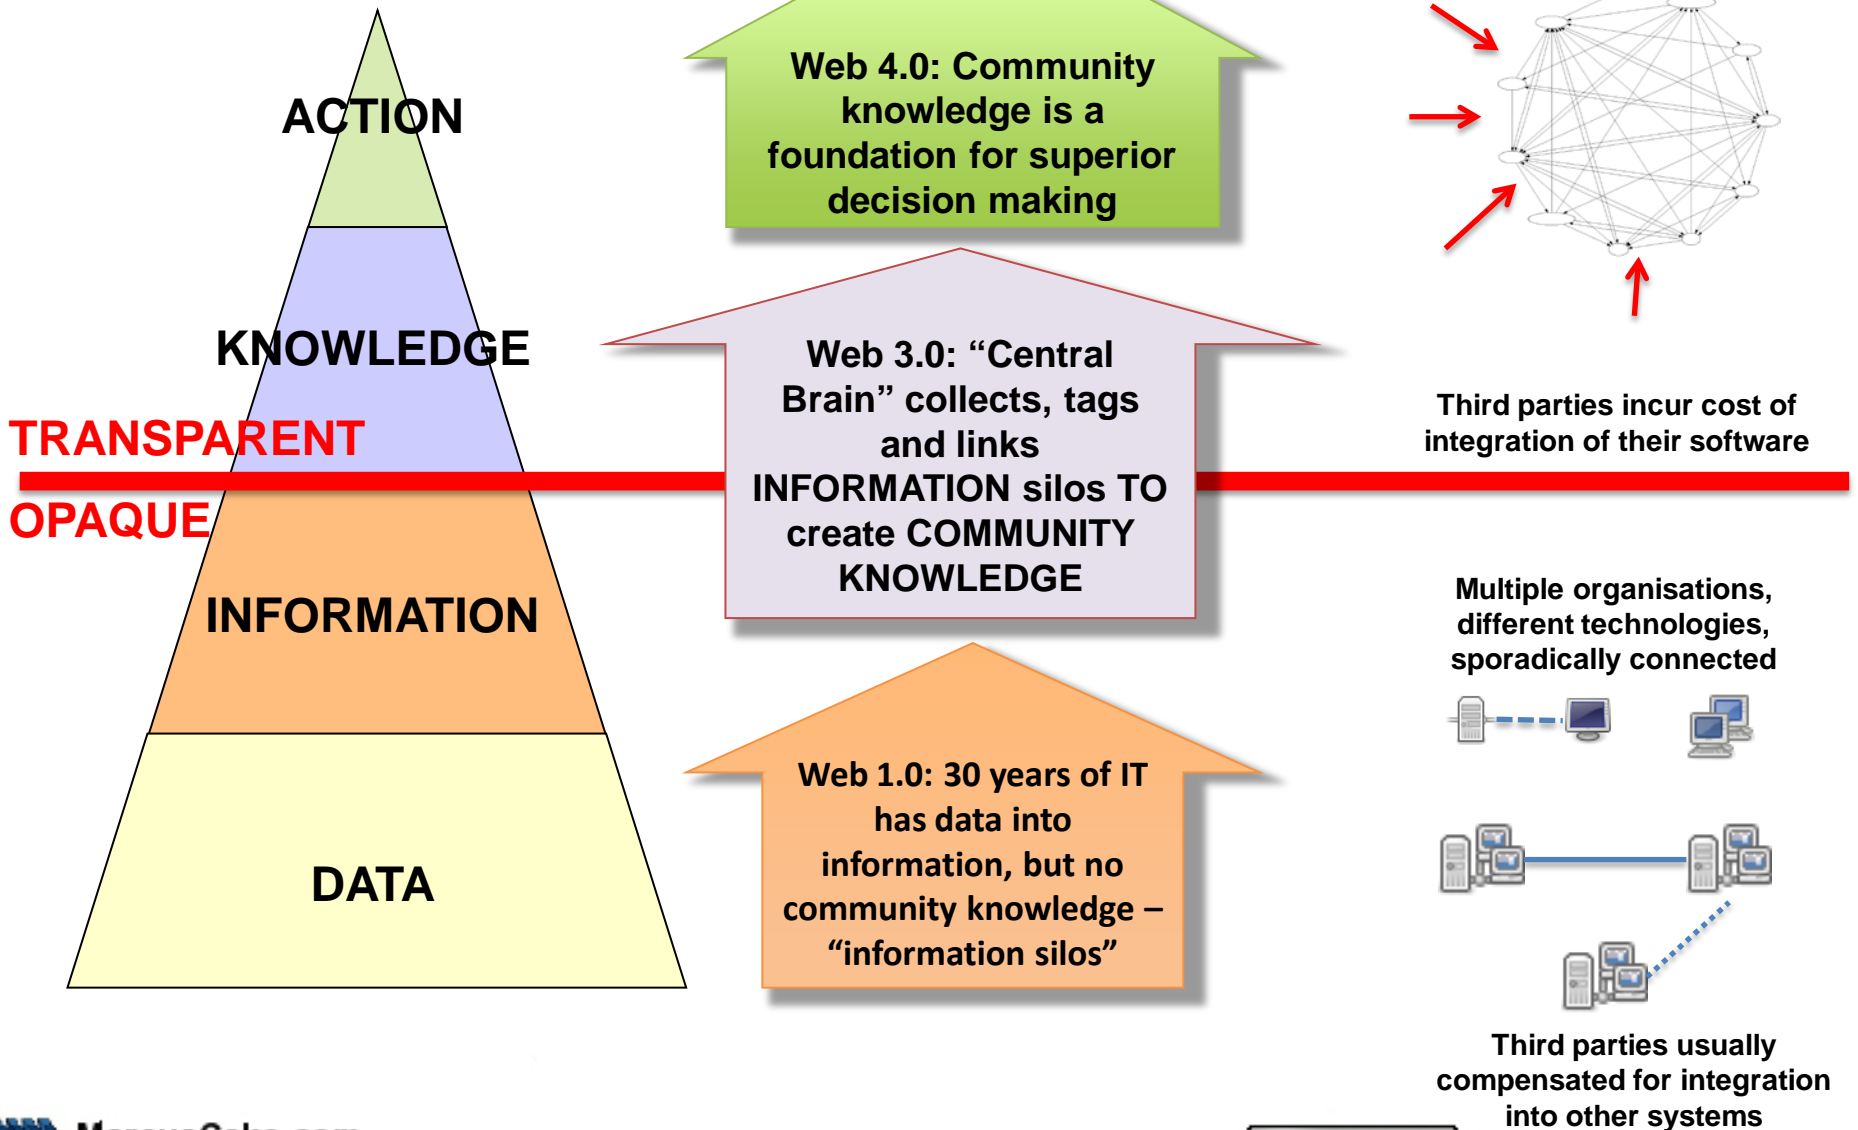 ACTION
KNOWLEDGE
TRANSPARENT
OPAQUE
INFORMATION
DATA
Web 4.0: Community
knowledge is a
foundation for superior
decision making
Web 3.0: “Central
Brain” collects, tags
and links
INFORMATION silos TO
create COMMUNITY
KNOWLEDGE
Web 1.0: 30 years of IT
has data into
information, but no
community knowledge –
“information silos”
Third parties incur cost of
integration of their software
Multiple organisations,
different technologies,
sporadically connected
Third parties usually
compensated for integration
into other systems